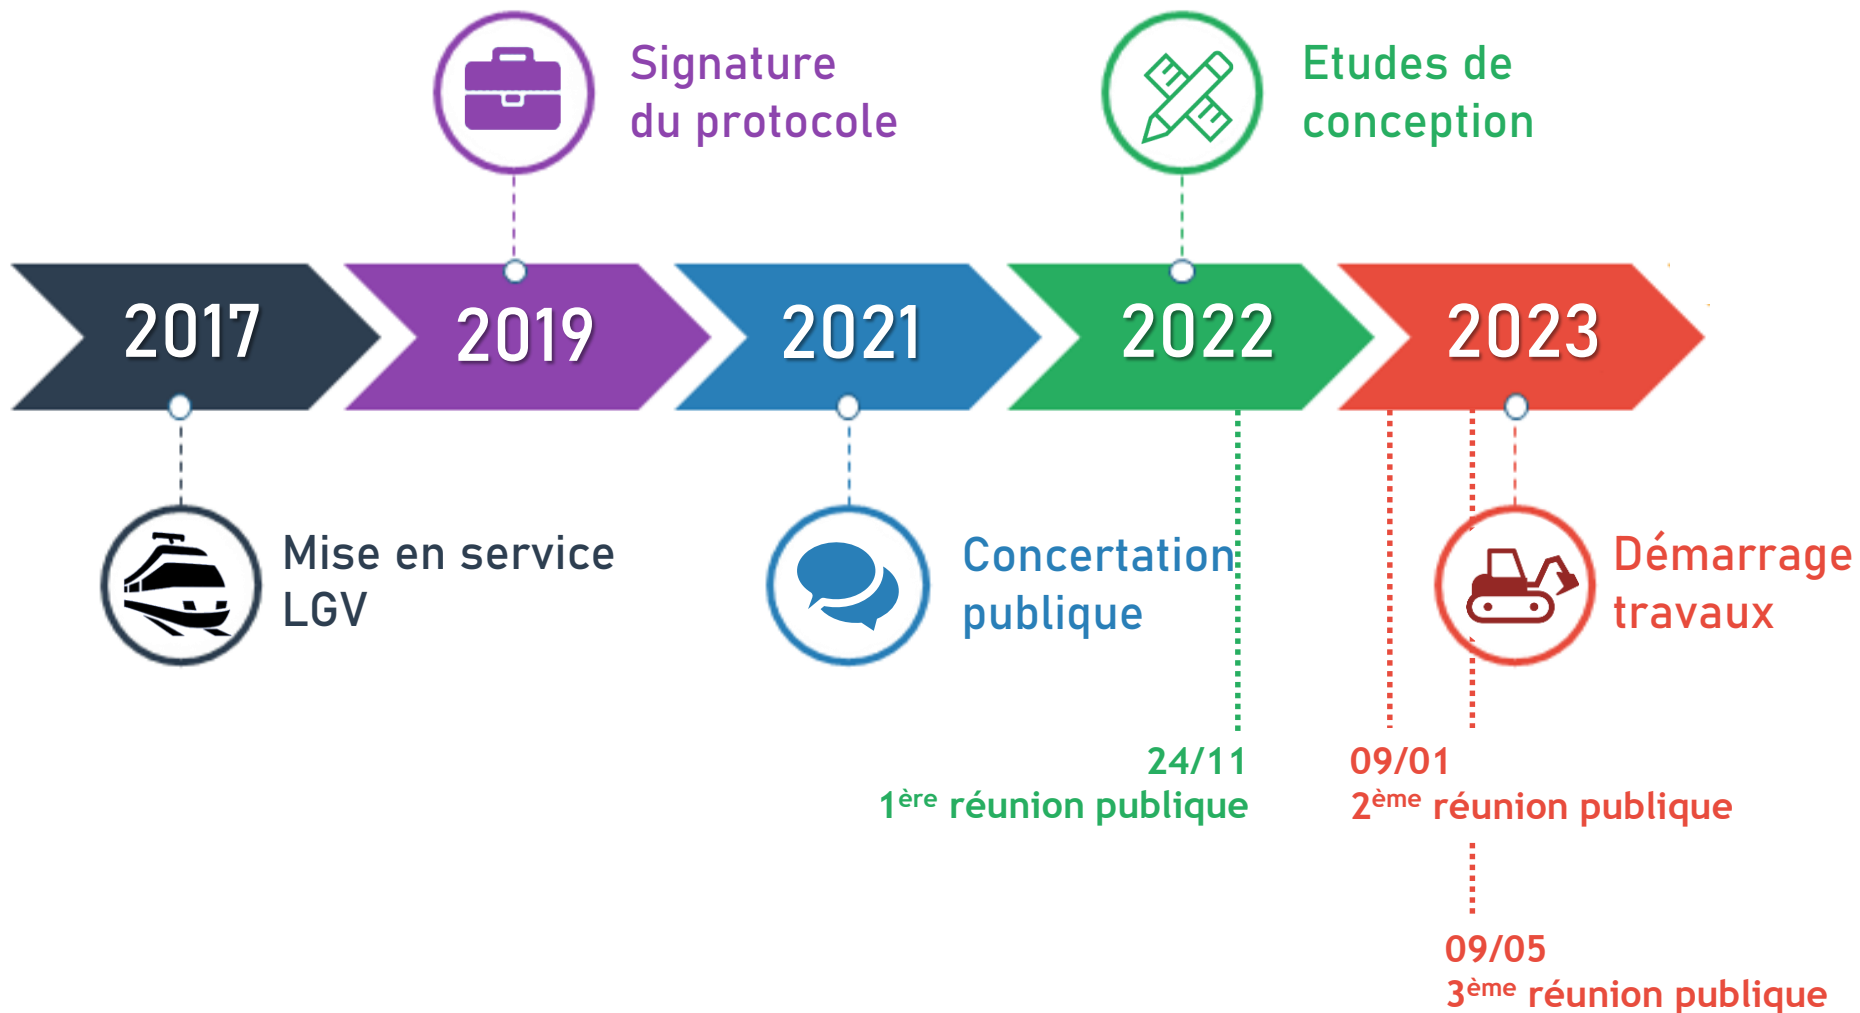 Signature
du protocole
Etudes de
conception
2017
2019
2021
2022
2023
Mise en service
LGV
Concertation
publique
Démarrage
travaux
24/11
1ère réunion publique
09/01
2ème réunion publique
09/05
3ème réunion publique